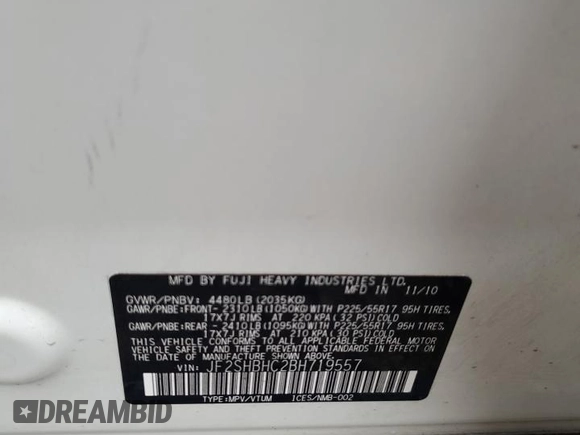 MFD BY FUJI HEAVY INDUSTRIES LTD.
MFD IN 11/10
GVWR/PNBV: 4480LB(2035KG)
GAWR/PNBE:FRONT- 2310LB(1050KG)WITH P225/55R17 95H TIRES.
17X7J RIMS AT 220 KPA(32 PSI)COLD
GAWR/PNBE:REAR - 2410LB(1095KG)WITH P225/55R17 95H TIRES.
17X7J RIMS AT 210 KPA(30 PSI)COLD
THIS VEHICLE CONFORMS TO ALL APPLICABLE FEDERAL MOTOR
VEHICLE SAFETY AND THEFT PREVENTION STANDARDS IN EFFECT
ON THE DATE OF MANUFACTURE SHOWN ABOVE.
VIN: JF2SHBHC2BH719557
TYPE:MPV/VTUM ICES/NMB-002
DREAMBID